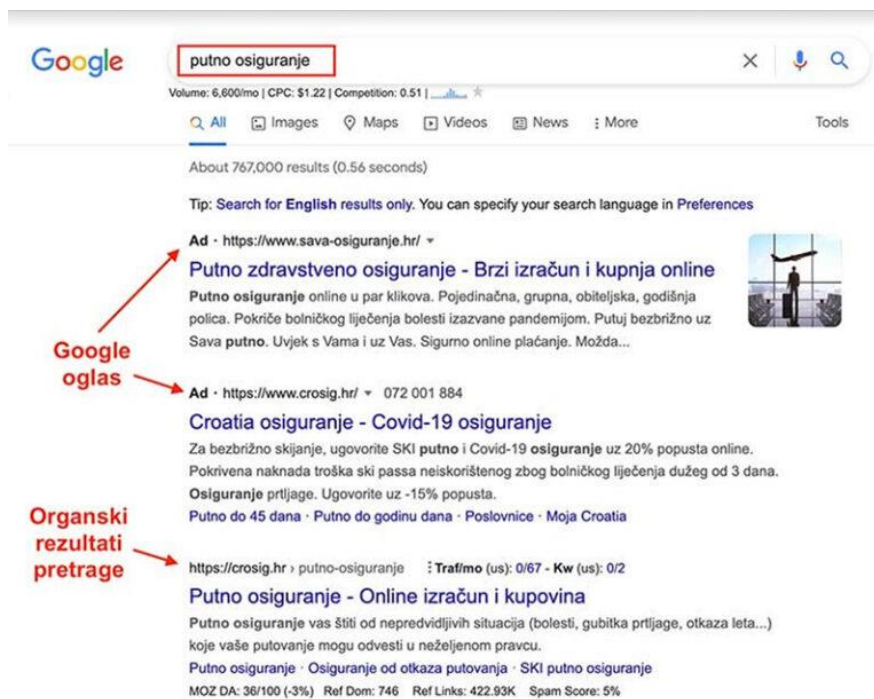 Google
putno osiguranje
Volume: 6,600/mo | CPC: $1.22 | Competition: 0.51 |
All Images Maps Videos News More Tools
About 767,000 results (0.56 seconds)
Tip: Search for English results only. You can specify your search language in Preferences
Ad · https://www.sava-osiguranje.hr/
Putno zdravstveno osiguranje - Brzi izračun i kupnja online
Putno osiguranje online u par klikova. Pojedinačna, grupna, obiteljska, godišnja
polica. Pokriče bolničkog liječenja bolesti izazvane pandemijom. Putuj bezbrižno uz
Sava putno. Uvjek s Vama i uz Vas. Sigurno online plaćanje. Možda...
Google
oglas
Ad · https://www.crosig.hr/ 072 001 884
Croatia osiguranje - Covid-19 osiguranje
Za bezbrižno skijanje, ugovorite SKI putno i Covid-19 osiguranje uz 20% popusta online.
Pokrivena naknada troška ski passa neiskorištenog zbog bolničkog liječenja dužeg od 3 dana.
Osiguranje prtljage. Ugovorite uz -15% popusta.
Putno do 45 dana · Putno do godinu dana · Poslovnice · Moja Croatia
Organski
rezultati
pretrage
https://crosig.hr › putno-osiguranje Traf/mo (us): 0/67 - Kw (us): 0/2
Putno osiguranje - Online izračun i kupovina
Putno osiguranje vas štiti od nepredvidljivih situacija (bolesti, gubitka prtljage, otkaza leta...)
koje vaše putovanje mogu odvesti u neželjenom pravcu.
Putno osiguranje · Osiguranje od otkaza putovanja · SKI putno osiguranje
MOZ DA: 36/100 (-3%) Ref Dom: 746 Ref Links: 422.93K Spam Score: 5%